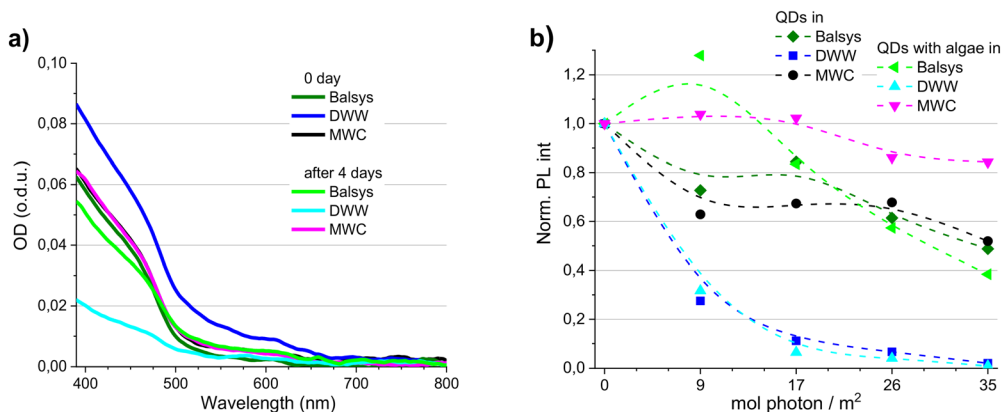 a)
OD (o.d.u.)
0,10
0,08
0,06
0,04
0,02
0,00
400
500
600
700
800
Wavelength (nm)
0 day
Balsys
DWW
MWC
after 4 days
Balsys
DWW
MWC
b)
QDs in
Balsys
DWW
MWC
QDs with algae in
Balsys
DWW
MWC
Norm. PL int
1,2
1,0
0,8
0,6
0,4
0,2
0,0
0
9
17
26
35
mol photon / m²